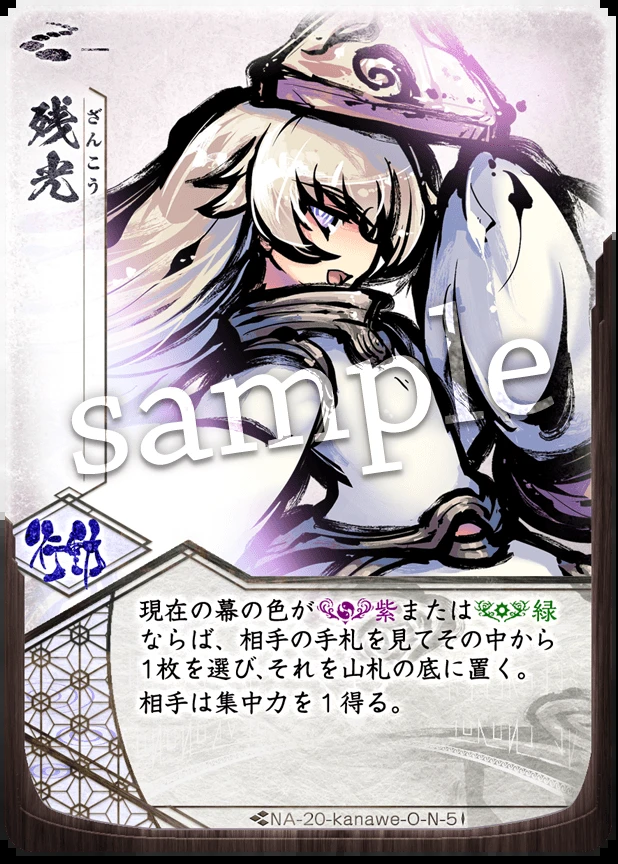 残光
ざんこう
sample
行動
現在の幕の色が紫または緑
ならば、相手の手札を見てその中から
1枚を選び、それを山札の底に置く。
相手は集中力を1得る。
NA-20-kanawe-O-N-5